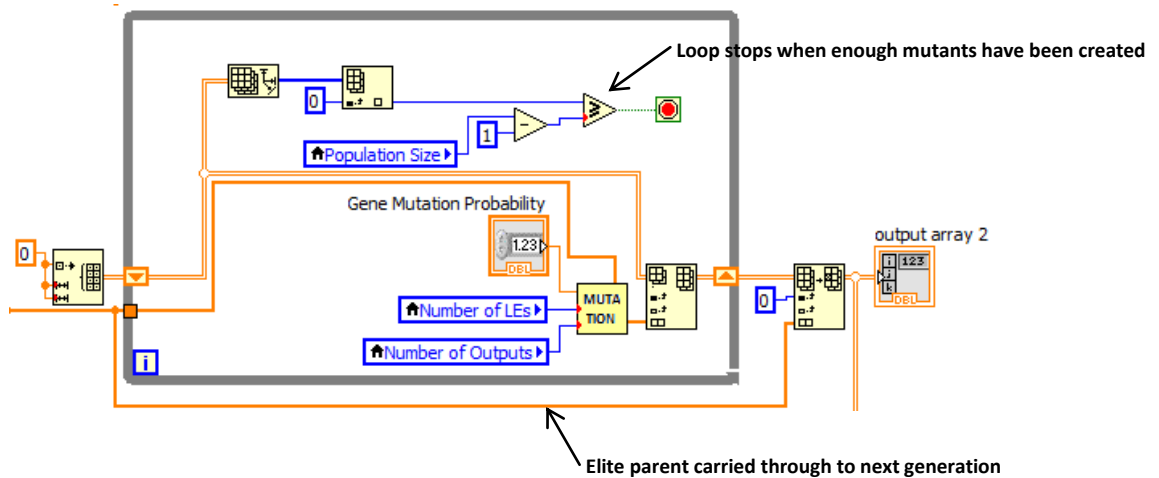 Loop stops when enough mutants have been created
0
1
Population Size
Gene Mutation Probability
1.23
DBL
0
output array 2
i
123
j
k
DBL
MUTA
TION
Number of LEs
0
Number of Outputs
i
Elite parent carried through to next generation